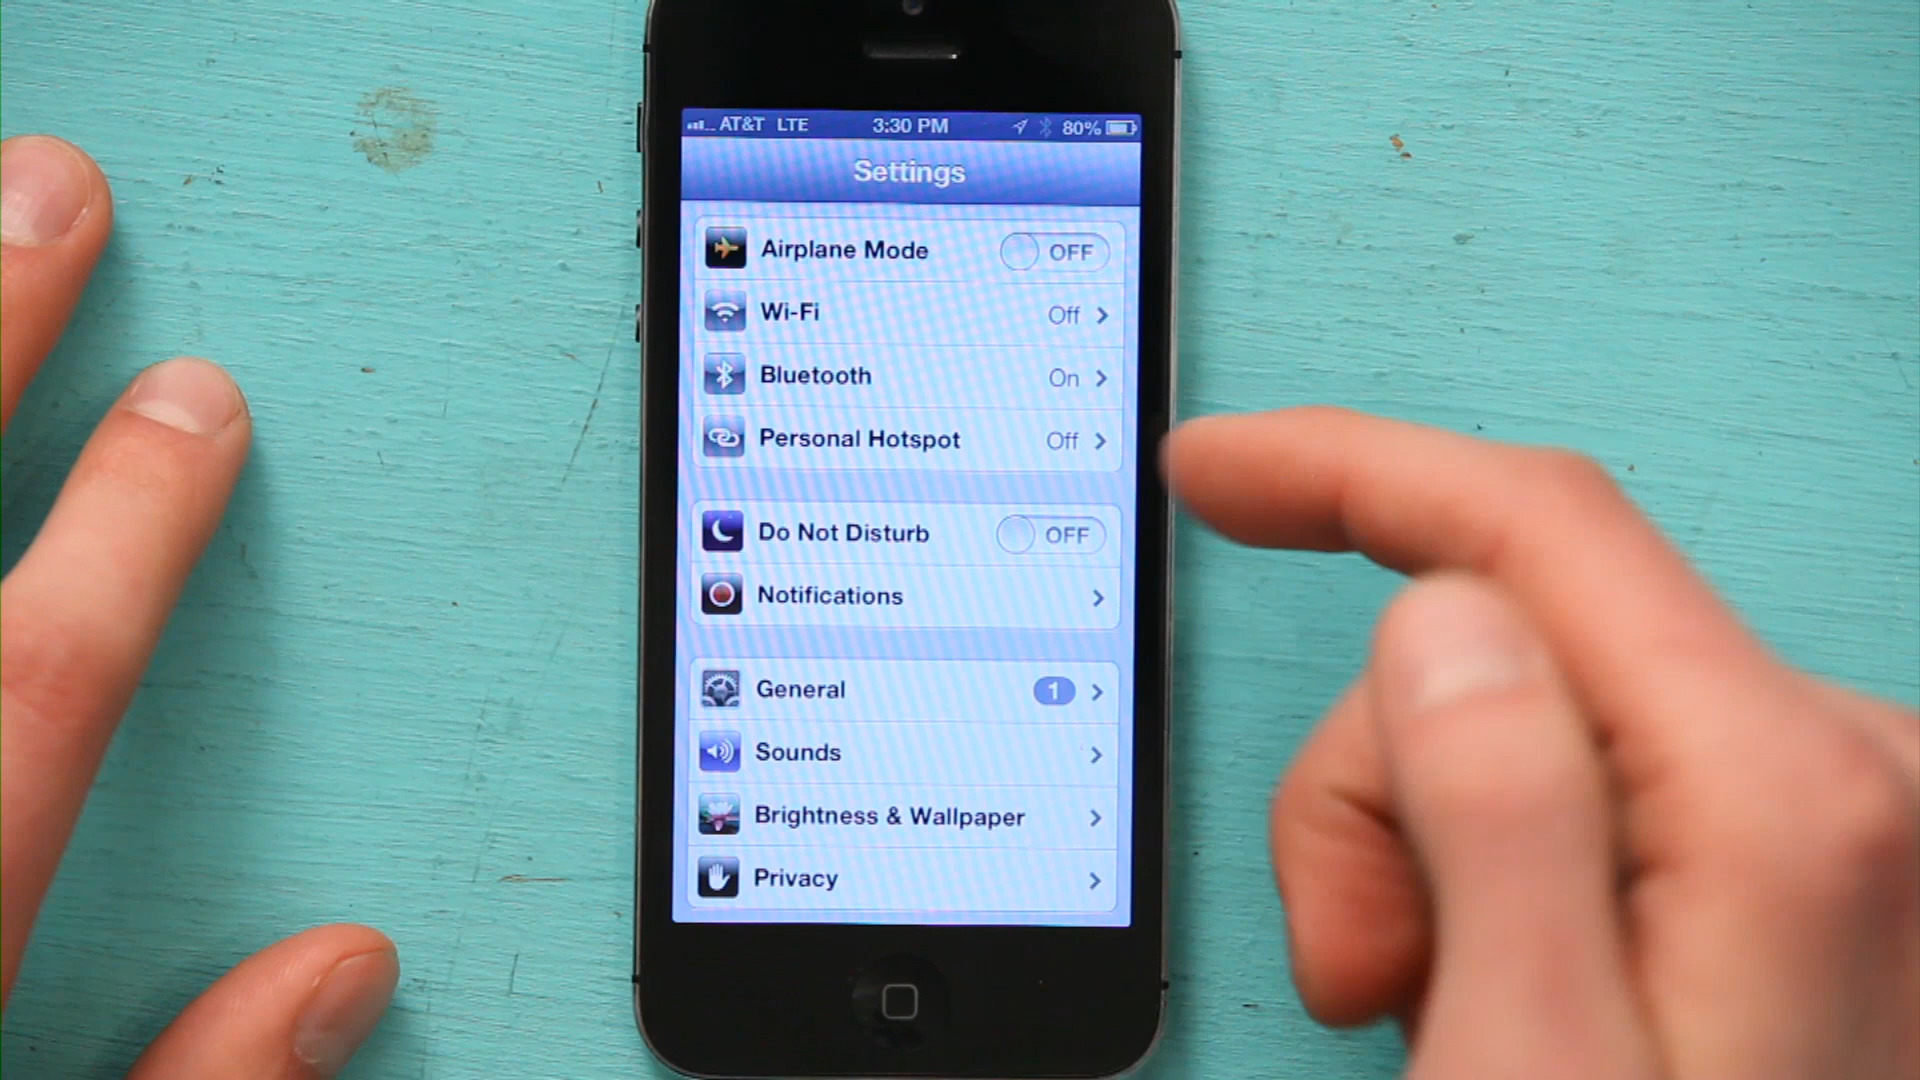 AT&T LTE 3:30 PM 80%
Settings
Airplane Mode OFF
Wi-Fi Off
Bluetooth On
Personal Hotspot Off
Do Not Disturb OFF
Notifications
General 1
Sounds
Brightness & Wallpaper
Privacy